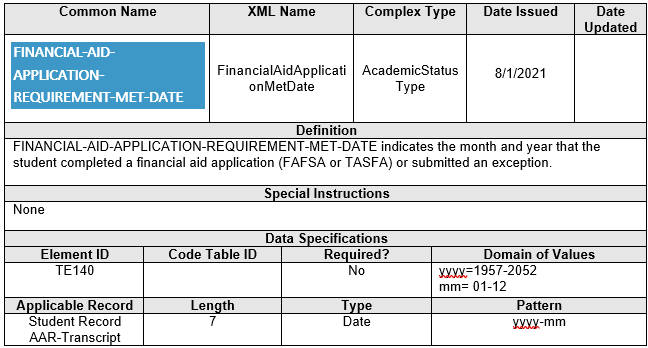 Common Name XML Name Complex Type Date Issued Date
Updated
FINANCIAL-AID-
APPLICATION-
REQUIREMENT-MET-DATE
FinancialAidApplicati
onMetDate
AcademicStatus
Type
8/1/2021
Definition
FINANCIAL-AID-APPLICATION-REQUIREMENT-MET-DATE indicates the month and year that the
student completed a financial aid application (FAFSA or TASFA) or submitted an exception.
Special Instructions
None
Data Specifications
Element ID Code Table ID Required? Domain of Values
TE140 No yyyy=1957-2052
mm= 01-12
Applicable Record Length Type Pattern
Student Record 7 Date yyyy-mm
AAR-Transcript